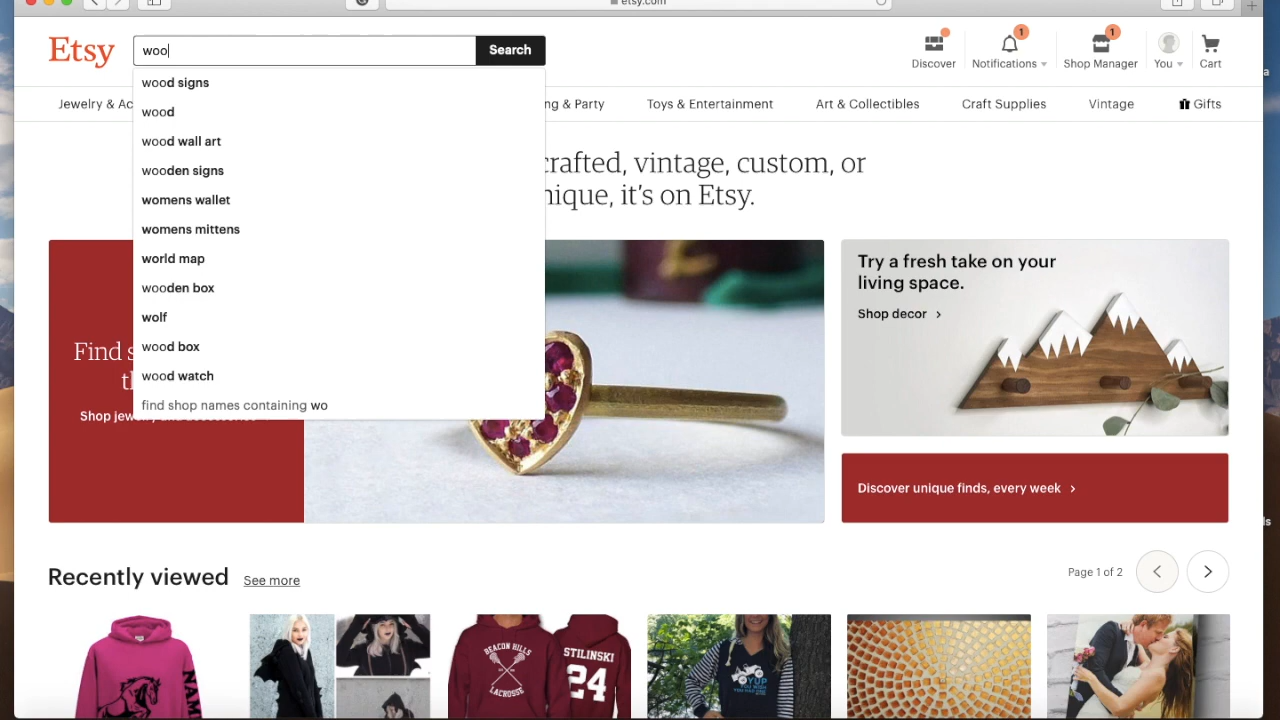 etsy.com
Etsy
woo
Search
Discover
1
Notifications
1
Shop Manager
You
Cart
wood signs
wood
wood wall art
wooden signs
womens wallet
womens mittens
world map
wooden box
wolf
wood box
wood watch
find shop names containing wo
Jewelry &
& Party
Toys & Entertainment
Art & Collectibles
Craft Supplies
Vintage
Gifts
crafted, vintage, custom, or
it's on Etsy.
Find
Shop
Try a fresh take on your
living space.
Shop decor >
Discover unique finds, every week >
Recently viewed
See more
Page 1 of 2
NAM
BEACON HILLS
LACROSSE
STILINSKI
24
YUP